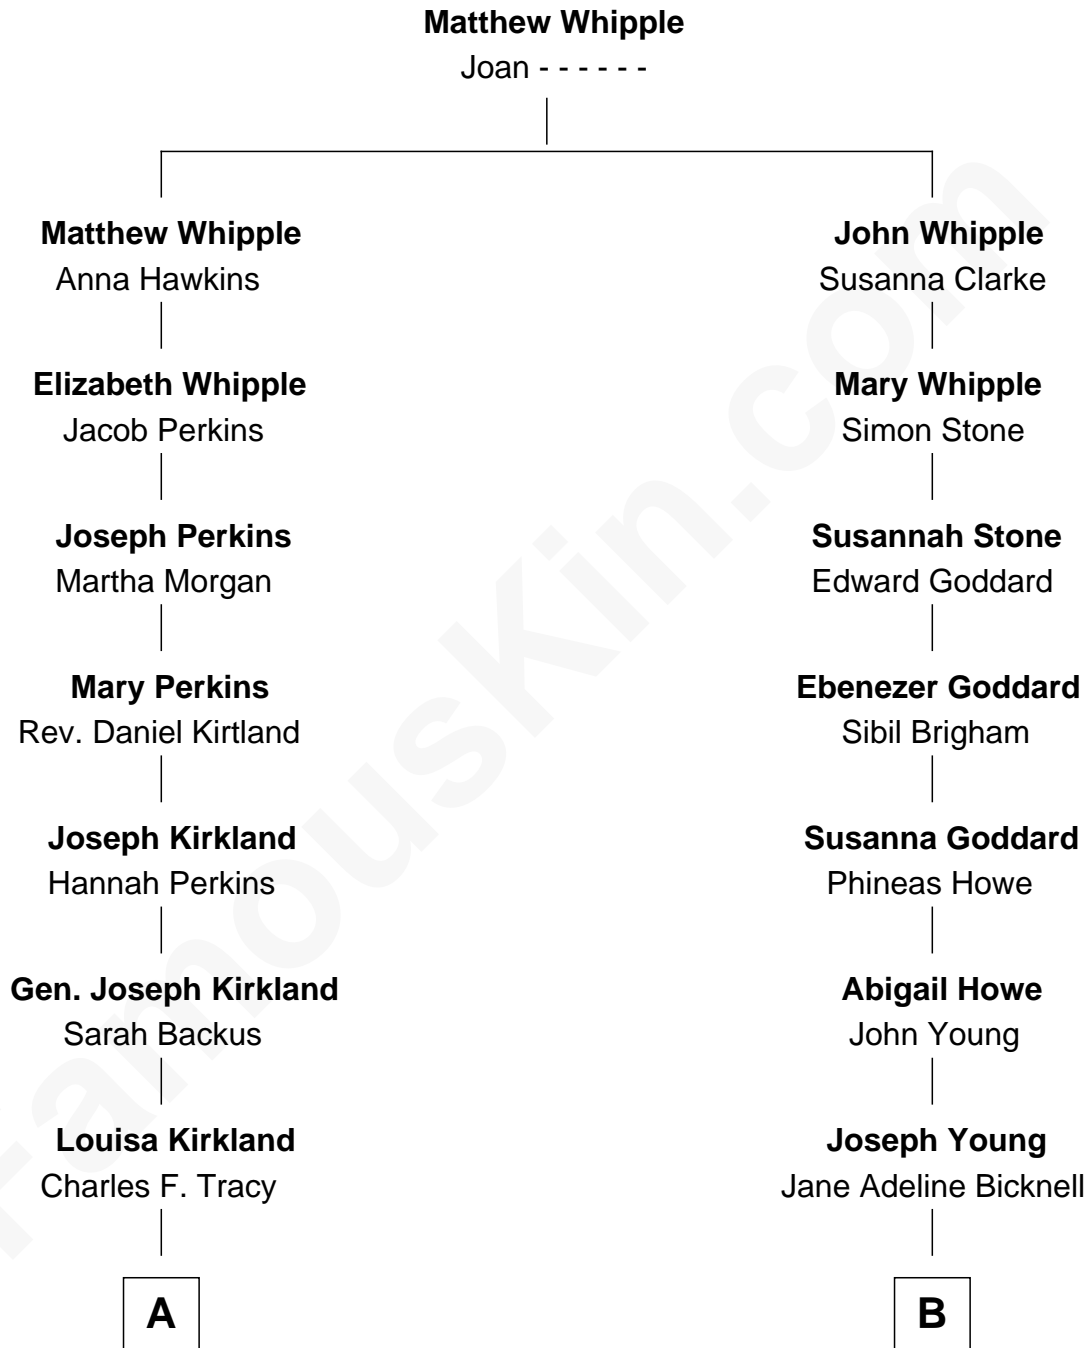 Matthew Whipple
Joan - - - - - -
Matthew Whipple
Anna Hawkins
John Whipple
Susanna Clarke
Elizabeth Whipple
Jacob Perkins
Mary Whipple
Simon Stone
Joseph Perkins
Martha Morgan
Susannah Stone
Edward Goddard
Mary Perkins
Rev. Daniel Kirtland
Ebenezer Goddard
Sibil Brigham
Joseph Kirkland
Hannah Perkins
Susanna Goddard
Phineas Howe
Gen. Joseph Kirkland
Sarah Backus
Abigail Howe
John Young
Louisa Kirkland
Charles F. Tracy
Joseph Young
Jane Adeline Bicknell
A
B
FamousKin.com